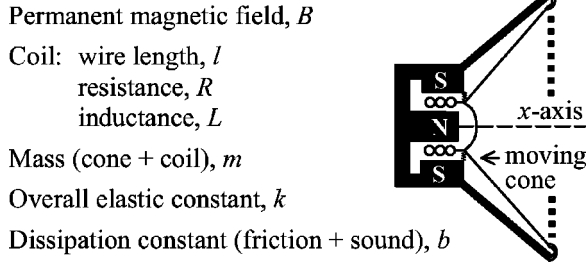 Permanent magnetic field, B
Coil: wire length, l
resistance, R
inductance, L
Mass (cone + coil), m
Overall elastic constant, k
Dissipation constant (friction + sound), b
S
N
S
x-axis
moving
cone